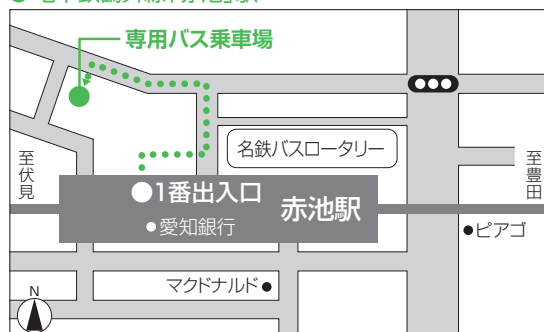 専用バス乗車場
名鉄バスロータリー
至伏見
至豊田
●1番出入口
赤池駅
●愛知銀行
●ピアゴ
マクドナルド●
N